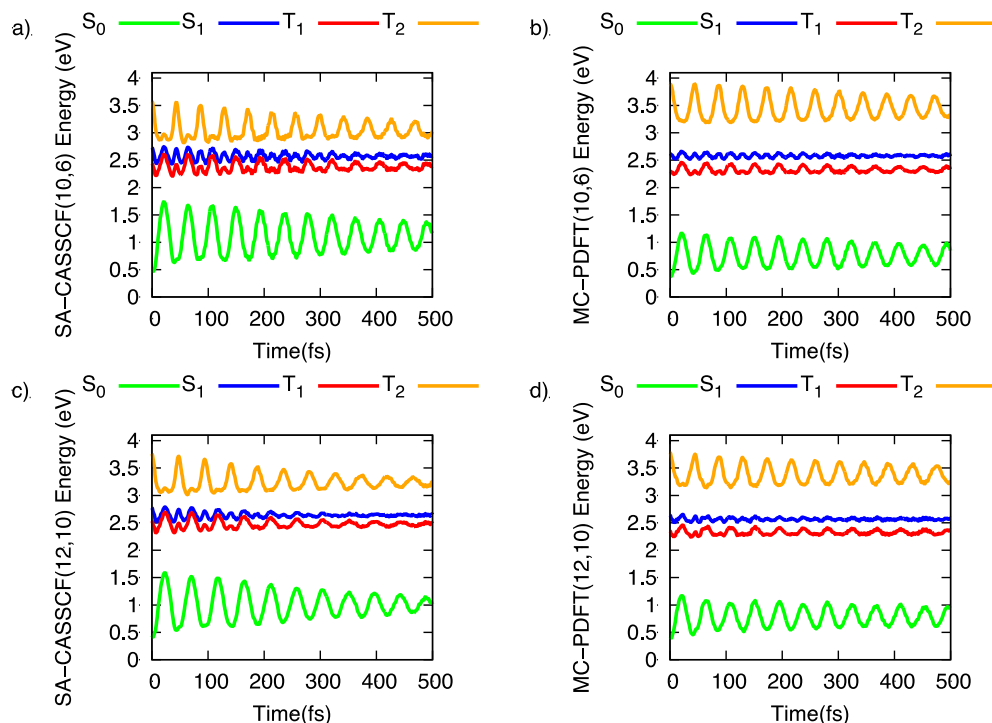 a).
S0 S1 T1 T2
SA−CASSCF(10,6) Energy (eV)
4
3.5
3
2.5
2
1.5
1
0.5
0
0 100 200 300 400 500
Time(fs)
b).
S0 S1 T1 T2
MC−PDFT(10,6) Energy (eV)
4
3.5
3
2.5
2
1.5
1
0.5
0
0 100 200 300 400 500
Time(fs)
c).
S0 S1 T1 T2
SA−CASSCF(12,10) Energy (eV)
4
3.5
3
2.5
2
1.5
1
0.5
0
0 100 200 300 400 500
Time(fs)
d).
S0 S1 T1 T2
MC−PDFT(12,10) Energy (eV)
4
3.5
3
2.5
2
1.5
1
0.5
0
0 100 200 300 400 500
Time(fs)